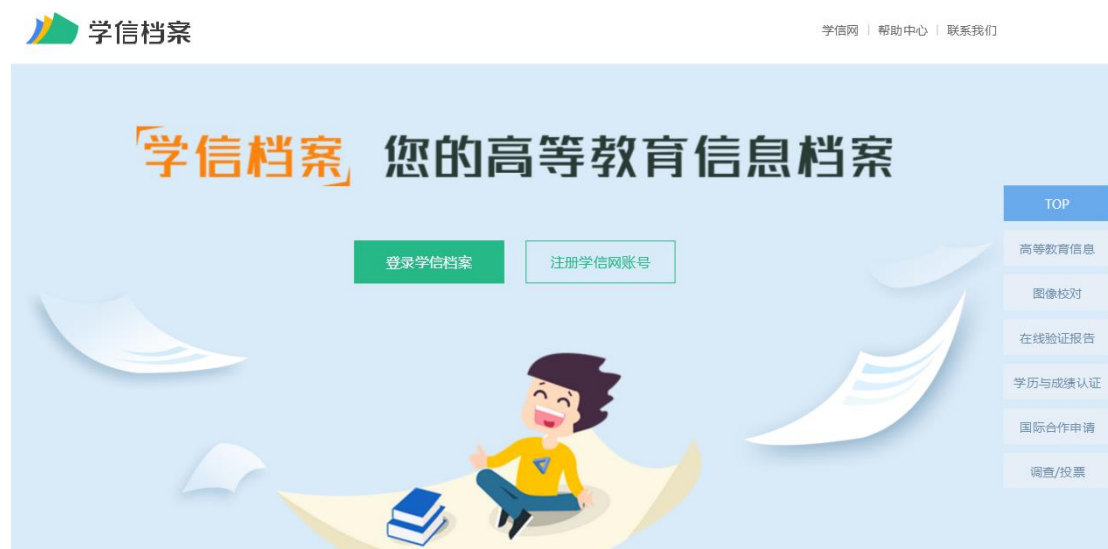 学信档案
学信网 | 帮助中心 | 联系我们
学信档案 您的高等教育信息档案
登录学信档案 注册学信网账号
TOP
高等教育信息
图像校对
在线验证报告
学历与成绩认证
国际合作申请
调查/投票